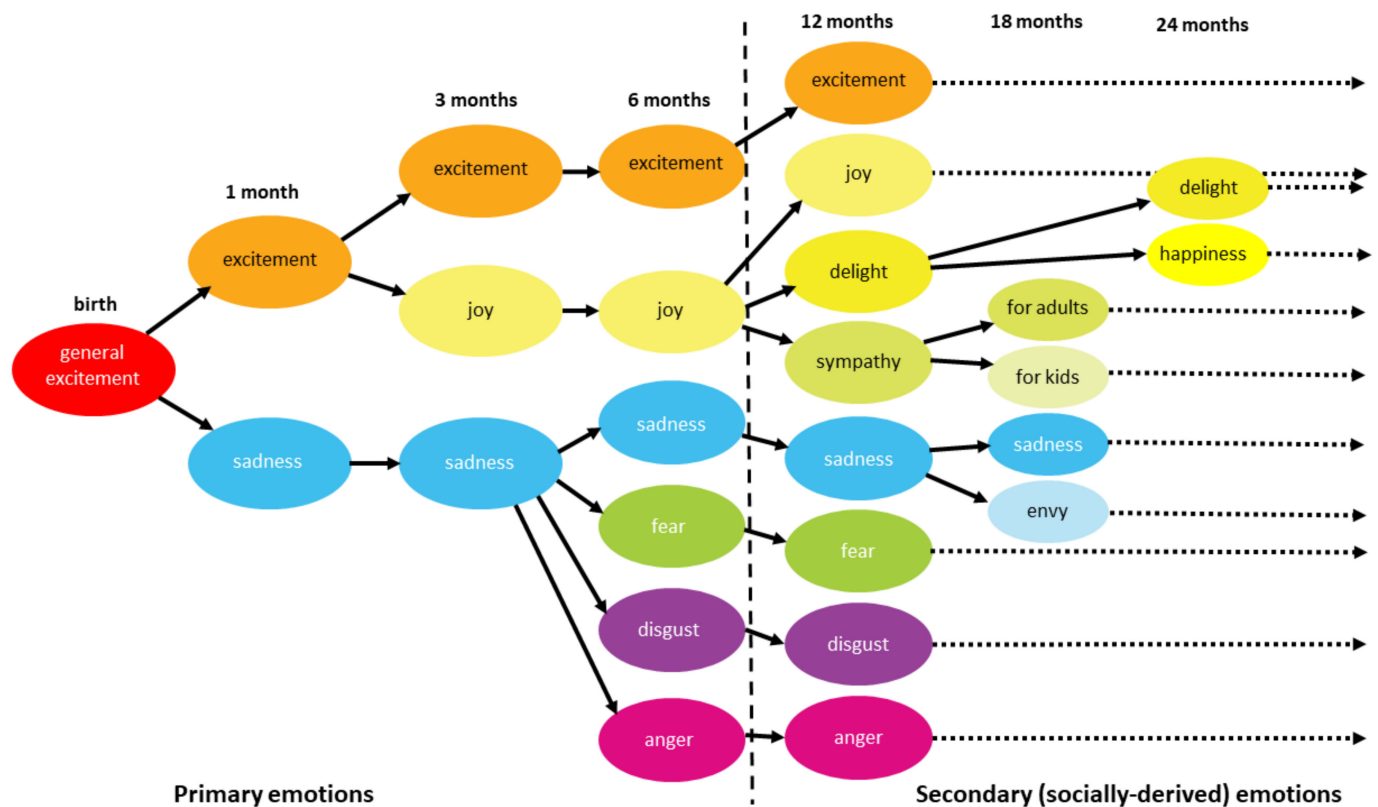 birth
general
excitement
1 month
excitement
sadness
3 months
excitement
joy
sadness
6 months
excitement
joy
sadness
fear
disgust
anger
12 months
excitement
joy
delight
sympathy
sadness
fear
disgust
anger
18 months
for adults
for kids
sadness
envy
24 months
delight
happiness
Primary emotions
Secondary (socially-derived) emotions